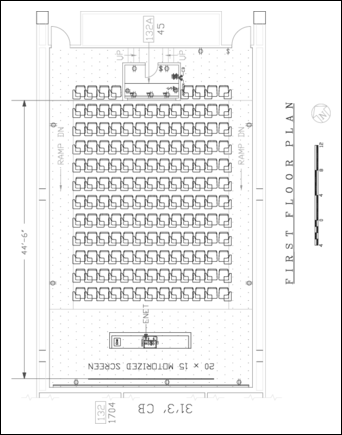 132A
45
UP
UP
RAMP DN
RAMP DN
44'-6"
ENET
20 x 15 MOTORIZED SCREEN
132
1704
31'3' CB
FIRST FLOOR PLAN